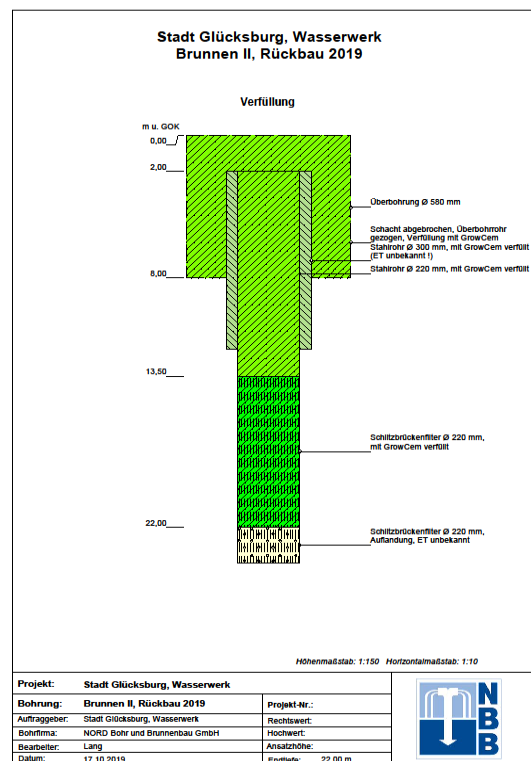 Stadt Glücksburg, Wasserwerk
Brunnen II, Rückbau 2019
Verfüllung
m u. GOK
0,00
2,00
Überbohrung Ø 580 mm
Schacht abgebrochen, Überbohrrohr
gezogen, Verfüllung mit GrowCem
Stahlrohr Ø 300 mm, mit GrowCem verfüllt
(ET unbekannt !)
Stahlrohr Ø 220 mm, mit GrowCem verfüllt
8,00
13,50
Schlitzbrückenfilter Ø 220 mm,
mit GrowCem verfüllt
22,00
Schlitzbrückenfilter Ø 220 mm,
Auflandung, ET unbekannt
Höhenmaßstab: 1:150 Horizontalmaßstab: 1:10
Projekt: Stadt Glücksburg, Wasserwerk
Bohrung: Brunnen II, Rückbau 2019 Projekt-Nr.:
Auftraggeber: Stadt Glücksburg, Wasserwerk Rechtswert:
Bohrfirma: NORD Bohr und Brunnenbau GmbH Hochwert:
Bearbeiter: Lang Ansatzhöhe:
Datum: 17.10.2019 Endtiefe: 22,00 m
NBB